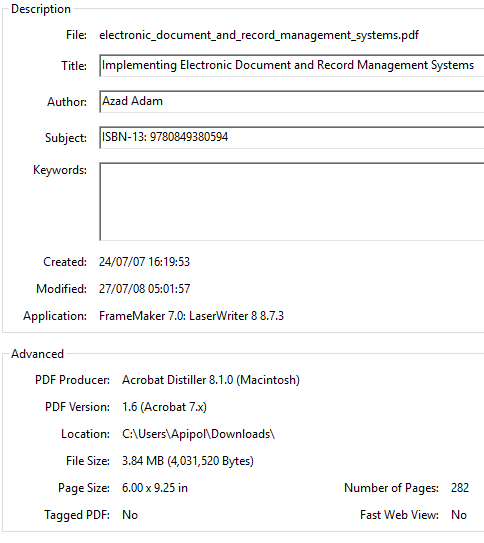 Description
File: electronic_document_and_record_management_systems.pdf
Title: Implementing Electronic Document and Record Management Systems
Author: Azad Adam
Subject: ISBN-13: 9780849380594
Keywords:
Created: 24/07/07 16:19:53
Modified: 27/07/08 05:01:57
Application: FrameMaker 7.0: LaserWriter 8 8.7.3
Advanced
PDF Producer: Acrobat Distiller 8.1.0 (Macintosh)
PDF Version: 1.6 (Acrobat 7.x)
Location: C:\Users\Apipol\Downloads\
File Size: 3.84 MB (4,031,520 Bytes)
Page Size: 6.00 x 9.25 in Number of Pages: 282
Tagged PDF: No Fast Web View: No